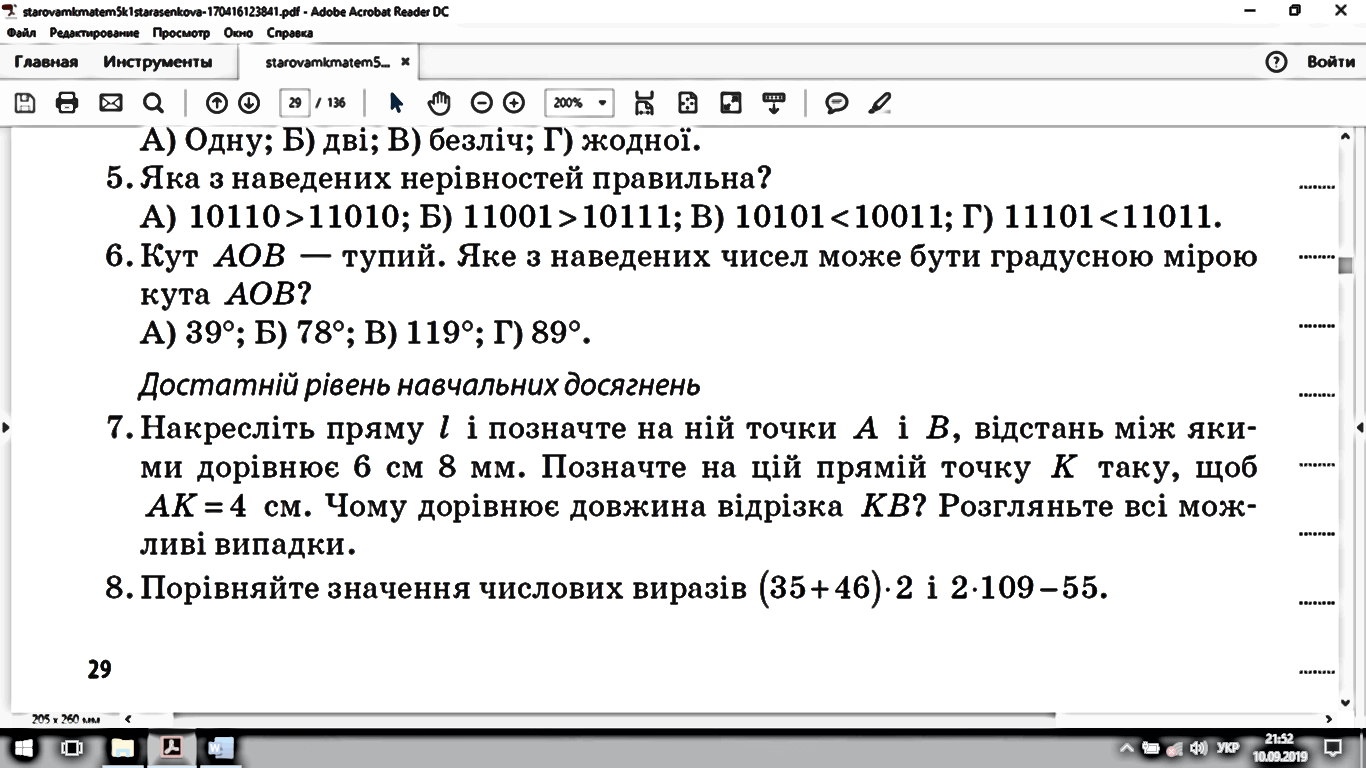 starovamkmatem5k1starasenkova-170416123841.pdf - Adobe Acrobat Reader DC
Файл Редактирование Просмотр Окно Справка
Главная Инструменты starovamkmatem5... × Войти
29 / 136 200%
А) Одну; Б) дві; В) безліч; Г) жодної.
5. Яка з наведених нерівностей правильна?
А) 10110>11010; Б) 11001>10111; В) 10101<10011; Г) 11101<11011.
6. Кут AOB — тупий. Яке з наведених чисел може бути градусною мірою
кута AOB?
А) 39°; Б) 78°; В) 119°; Г) 89°.
Достатній рівень навчальних досягнень
7. Накресліть пряму l і позначте на ній точки A і B, відстань між яки-
ми дорівнює 6 см 8 мм. Позначте на цій прямій точку K таку, щоб
AK=4 см. Чому дорівнює довжина відрізка KB? Розгляньте всі мож-
ливі випадки.
8. Порівняйте значення числових виразів (35+46)·2 і 2·109−55.
29
205 x 260 мм
УКР 21:52
10.09.2019